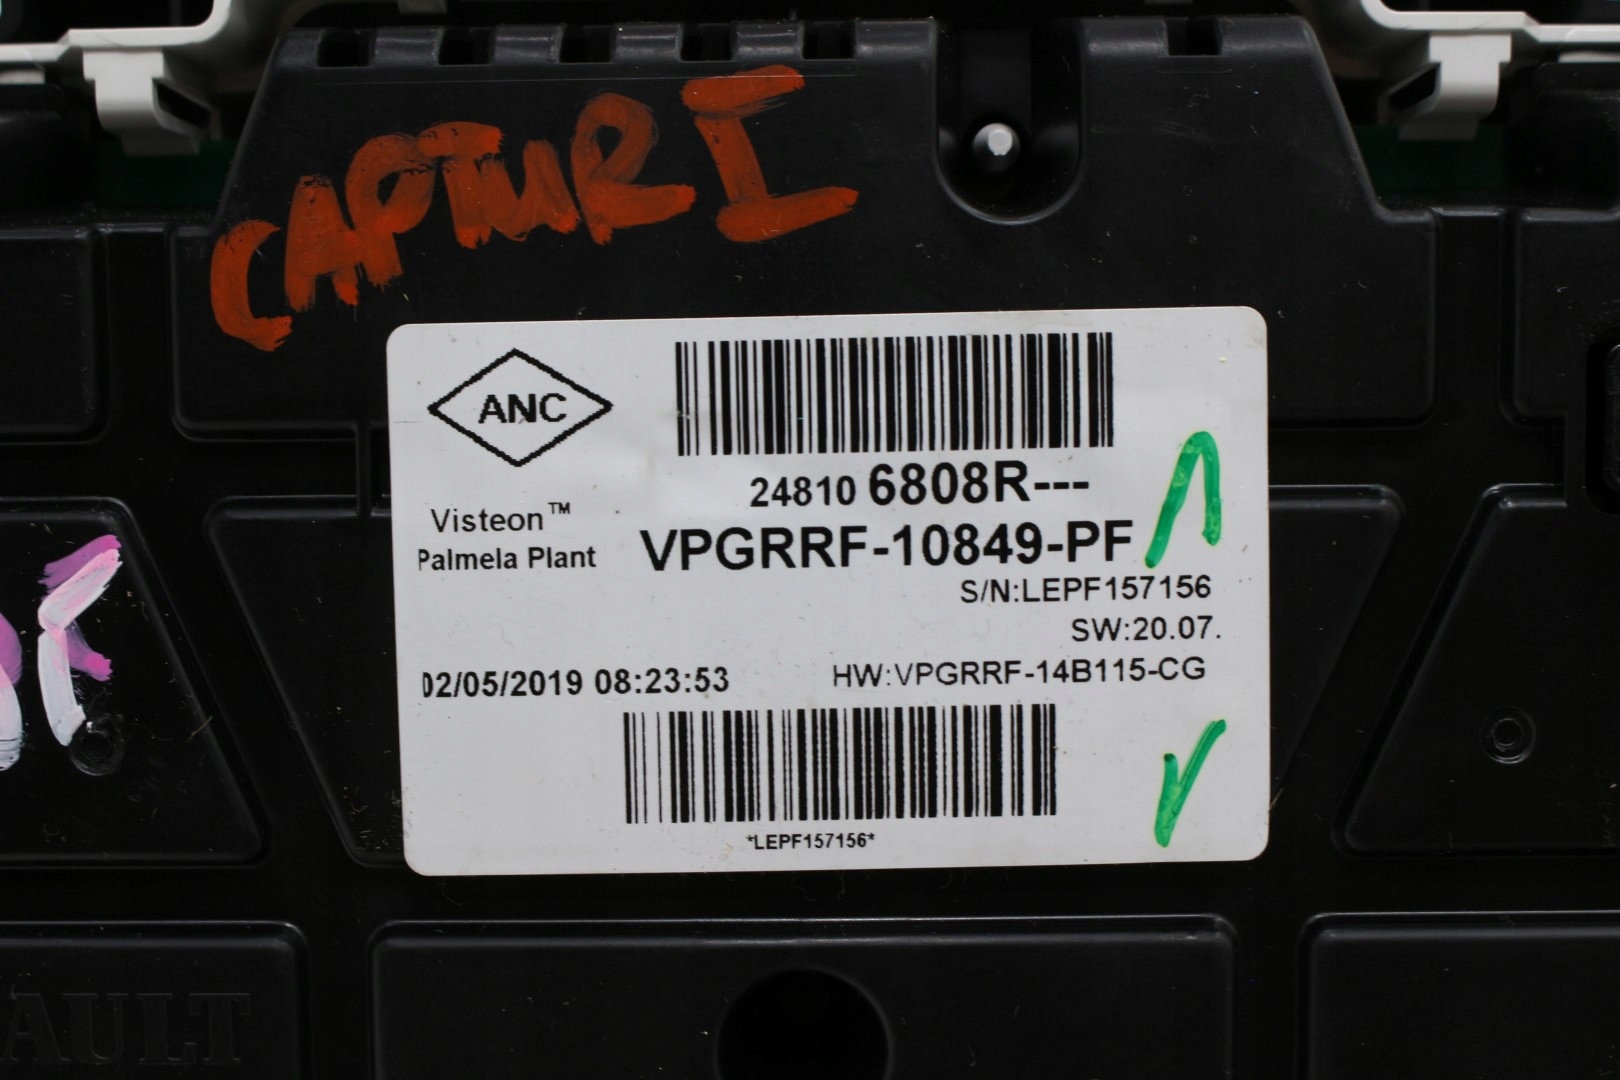 CAPTUR I
ANC
24810 6808R---
Visteon™
Palmela Plant
VPGRRF-10849-PF
S/N:LEPF157156
SW:20.07.
02/05/2019 08:23:53
HW:VPGRRF-14B115-CG
*LEPF157156*
AULT